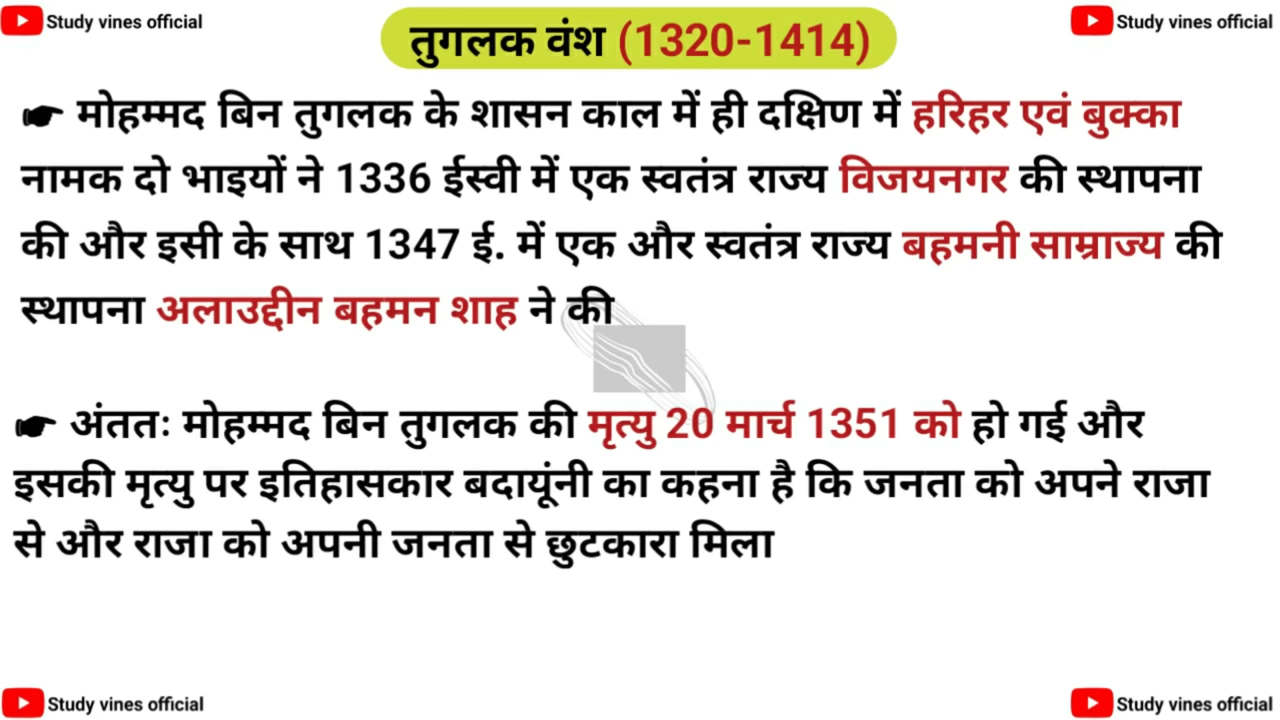 Study vines official
Study vines official
तुगलक वंश (1320-1414)
☛ मोहम्मद बिन तुगलक के शासन काल में ही दक्षिण में हरिहर एवं बुक्का
नामक दो भाइयों ने 1336 ईस्वी में एक स्वतंत्र राज्य विजयनगर की स्थापना
की और इसी के साथ 1347 ई. में एक और स्वतंत्र राज्य बहमनी साम्राज्य की
स्थापना अलाउद्दीन बहमन शाह ने की
☛ अंततः मोहम्मद बिन तुगलक की मृत्यु 20 मार्च 1351 को हो गई और
इसकी मृत्यु पर इतिहासकार बदायूंनी का कहना है कि जनता को अपने राजा
से और राजा को अपनी जनता से छुटकारा मिला
Study vines official
Study vines official